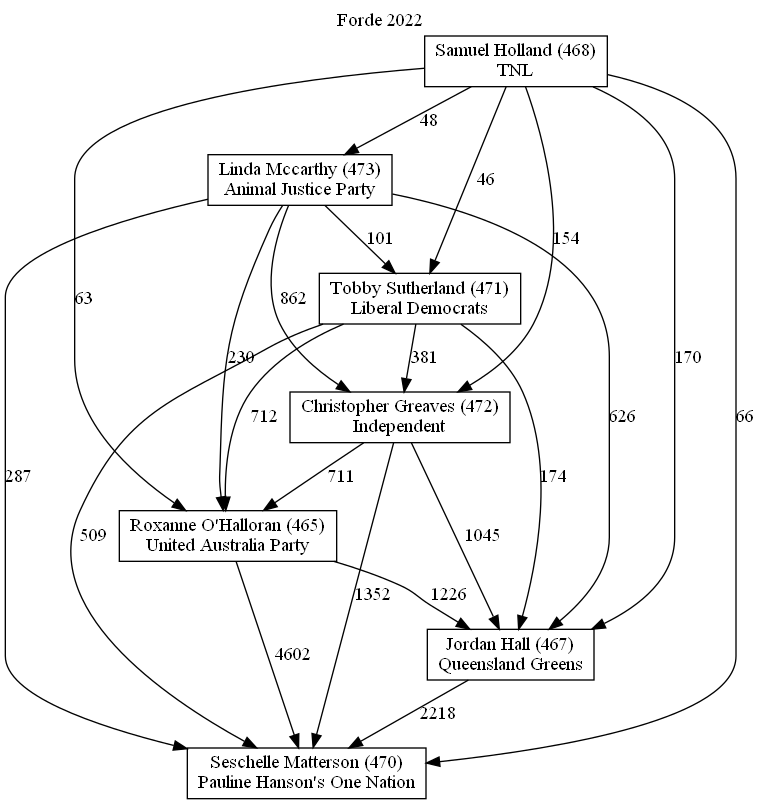 Forde 2022
Samuel Holland (468)
TNL
48
Linda Mccarthy (473)
Animal Justice Party
46
101
154
Tobby Sutherland (471)
Liberal Democrats
63
862
230
381
170
Christopher Greaves (472)
Independent
712
626
66
287
711
174
Roxanne O'Halloran (465)
United Australia Party
509
1045
1352
1226
4602
Jordan Hall (467)
Queensland Greens
2218
Seschelle Matterson (470)
Pauline Hanson's One Nation